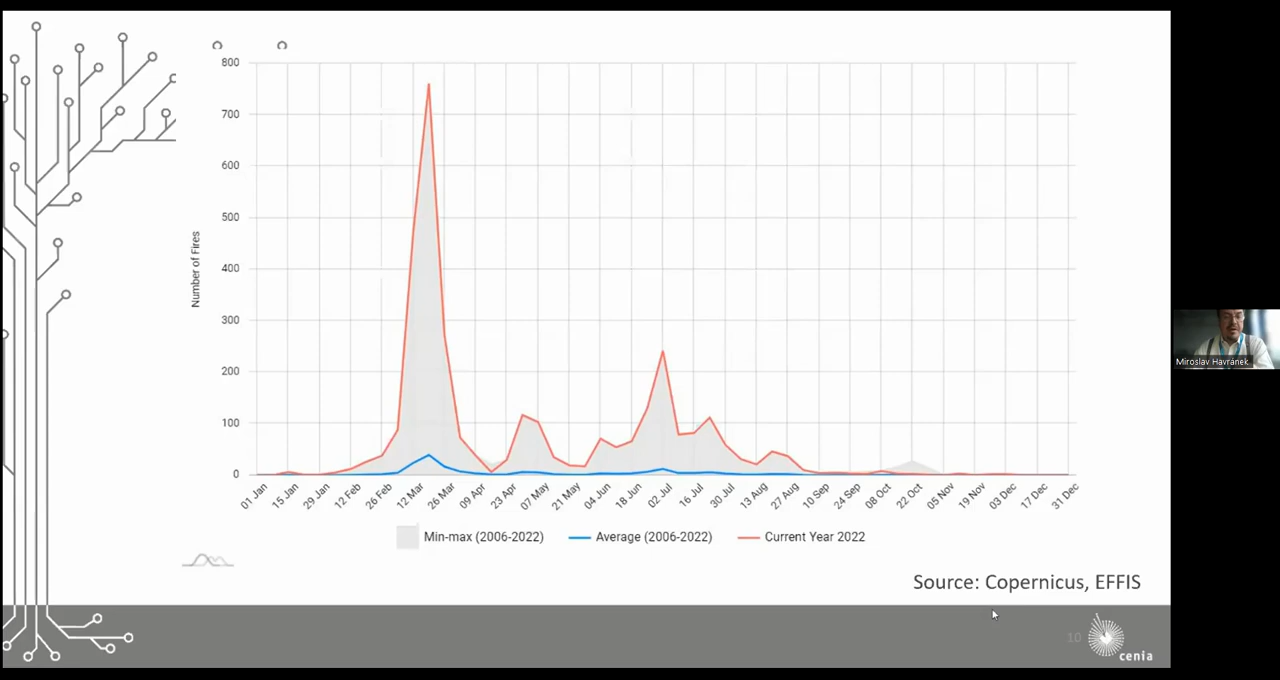 800
700
600
500
400
300
200
100
0
Number of Fires
01 Jan
15 Jan
29 Jan
12 Feb
26 Feb
12 Mar
26 Mar
09 Apr
23 Apr
07 May
21 May
04 Jun
18 Jun
02 Jul
16 Jul
30 Jul
13 Aug
27 Aug
10 Sep
24 Sep
08 Oct
22 Oct
05 Nov
19 Nov
03 Dec
17 Dec
31 Dec
Min-max (2006-2022) Average (2006-2022) Current Year 2022
Source: Copernicus, EFFIS
10
cenia
Miroslav Havránek